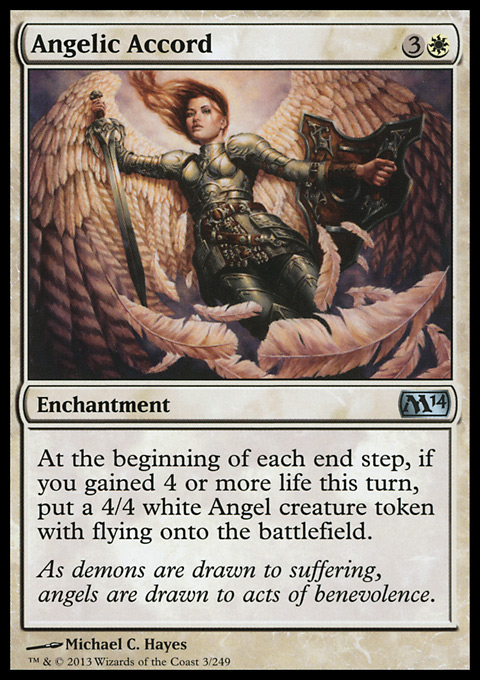 Angelic Accord 3
Enchantment M14
At the beginning of each end step, if
you gained 4 or more life this turn,
put a 4/4 white Angel creature token
with flying onto the battlefield.
As demons are drawn to suffering,
angels are drawn to acts of benevolence.
Michael C. Hayes
™ & © 2013 Wizards of the Coast 3/249